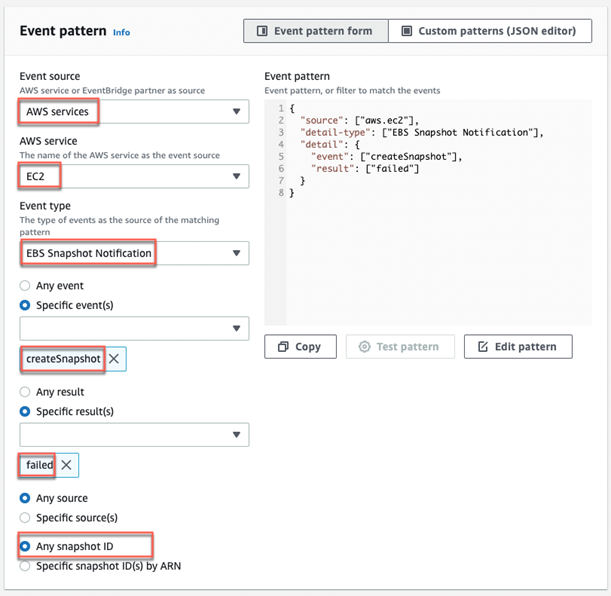 Event pattern Info
Event pattern form
Custom patterns (JSON editor)
Event source
AWS service or EventBridge partner as source
AWS services
AWS service
The name of the AWS service as the event source
EC2
Event type
The type of events as the source of the matching
pattern
EBS Snapshot Notification
Any event
Specific event(s)
createSnapshot
Any result
Specific result(s)
failed
Any source
Specific source(s)
Any snapshot ID
Specific snapshot ID(s) by ARN
Event pattern
Event pattern, or filter to match the events
1 {
2   "source": ["aws.ec2"],
3   "detail-type": ["EBS Snapshot Notification"],
4   "detail": {
5     "event": ["createSnapshot"],
6     "result": ["failed"]
7   }
8 }
Copy
Test pattern
Edit pattern